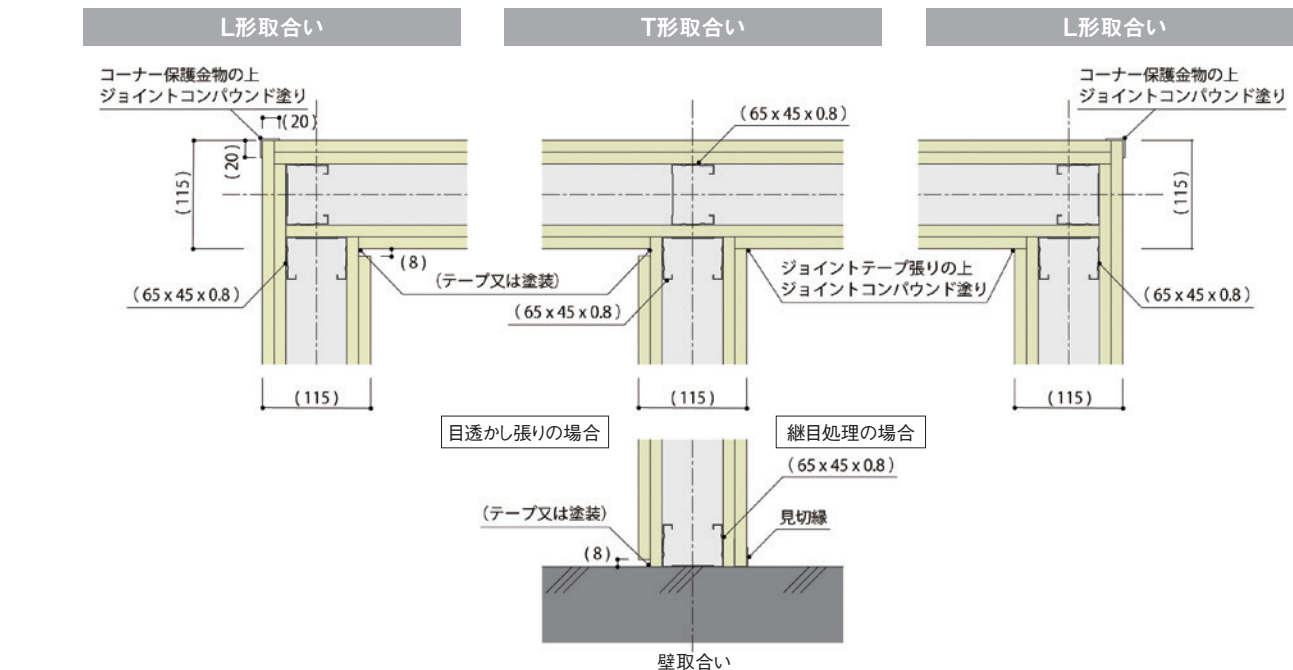 L形取合い
T形取合い
L形取合い
コーナー保護金物の上
ジョイントコンパウンド塗り
(20)
(20)
(115)
(65 x 45 x 0.8)
(8)
(テープ又は塗装)
(115)
(65 x 45 x 0.8)
(65 x 45 x 0.8)
ジョイントテープ張りの上
ジョイントコンパウンド塗り
(115)
コーナー保護金物の上
ジョイントコンパウンド塗り
(115)
(65 x 45 x 0.8)
(115)
目透かし張りの場合
継目処理の場合
(65 x 45 x 0.8)
(テープ又は塗装)
見切縁
(8)
壁取合い